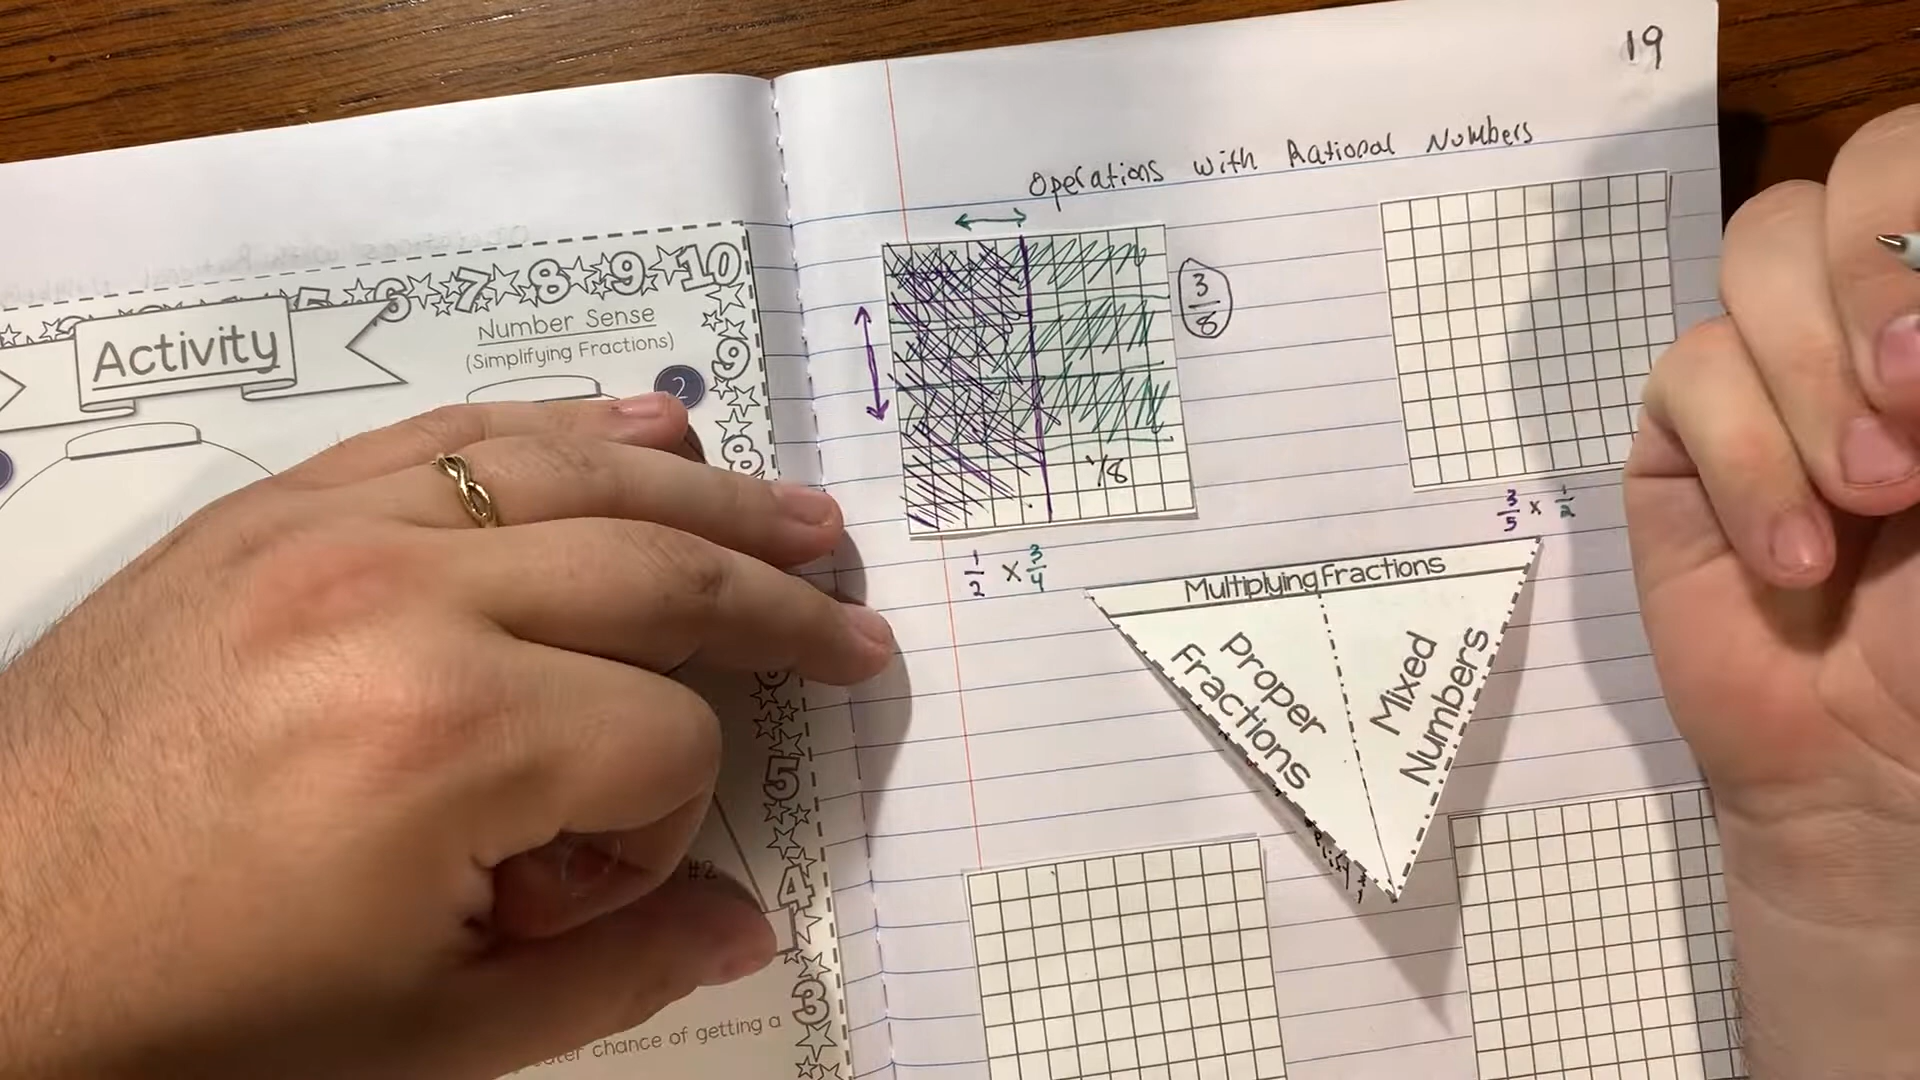 6 7 8 9 10
Activity
Number Sense
(Simplifying Fractions)
2
9
8
5
4
3
#2
chance of getting a
19
Operations with Rational Numbers
3/8
1/8
1/2 x 3/4
3/5 x 1/2
Multiplying Fractions
Proper
Fractions
Mixed
Numbers